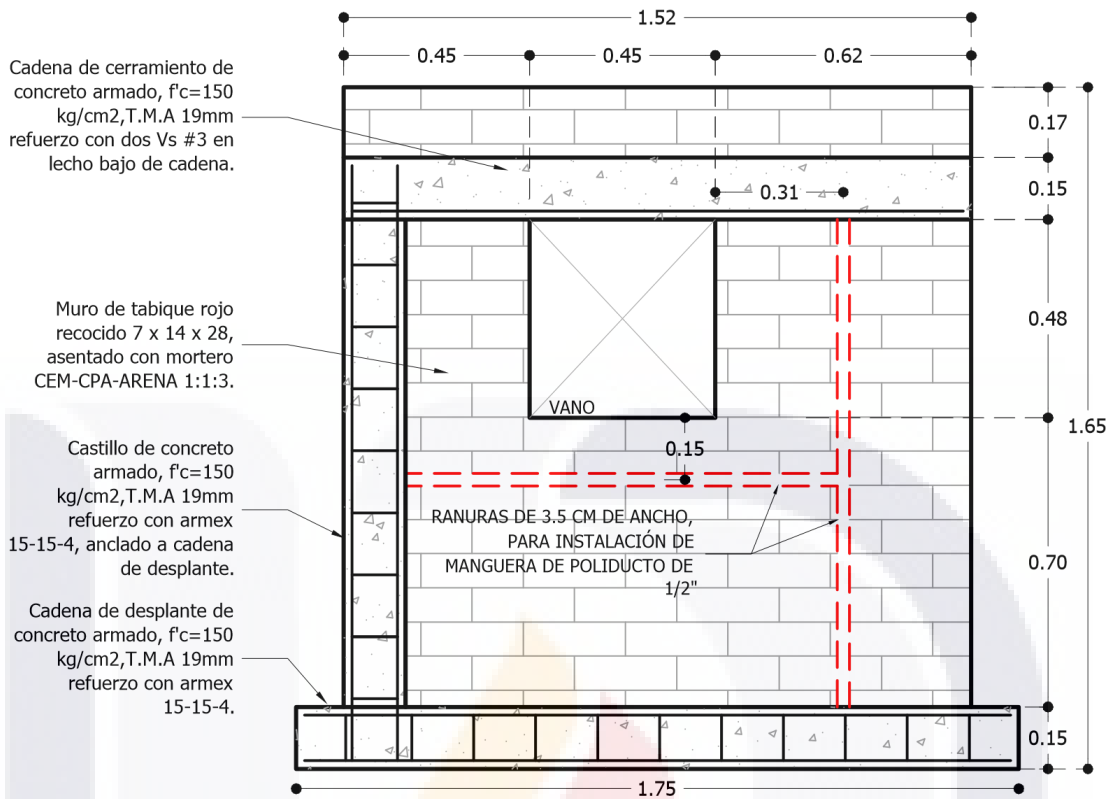 1.52
0.45
0.45
0.62
Cadena de cerramiento de
concreto armado, f'c=150
kg/cm2,T.M.A 19mm
refuerzo con dos Vs #3 en
lecho bajo de cadena.
0.17
0.15
0.31
0.48
Muro de tabique rojo
recocido 7 x 14 x 28,
asentado con mortero
CEM-CPA-ARENA 1:1:3.
VANO
1.65
0.15
Castillo de concreto
armado, f'c=150
kg/cm2,T.M.A 19mm
refuerzo con armex
15-15-4, anclado a cadena
de desplante.
RANURAS DE 3.5 CM DE ANCHO,
PARA INSTALACIÓN DE
MANGUERA DE POLIDUCTO DE
1/2"
0.70
Cadena de desplante de
concreto armado, f'c=150
kg/cm2,T.M.A 19mm
refuerzo con armex
15-15-4.
0.15
1.75